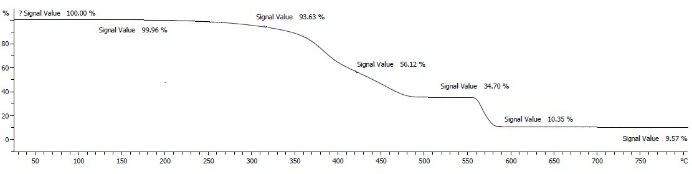 % ? Signal Value 100.00 %
Signal Value 99.96 %
Signal Value 93.63 %
Signal Value 56.12 %
Signal Value 34.70 %
Signal Value 10.35 %
Signal Value 9.57 %
80
60
40
20
0
50 100 150 200 250 300 350 400 450 500 550 600 650 700 750 °C